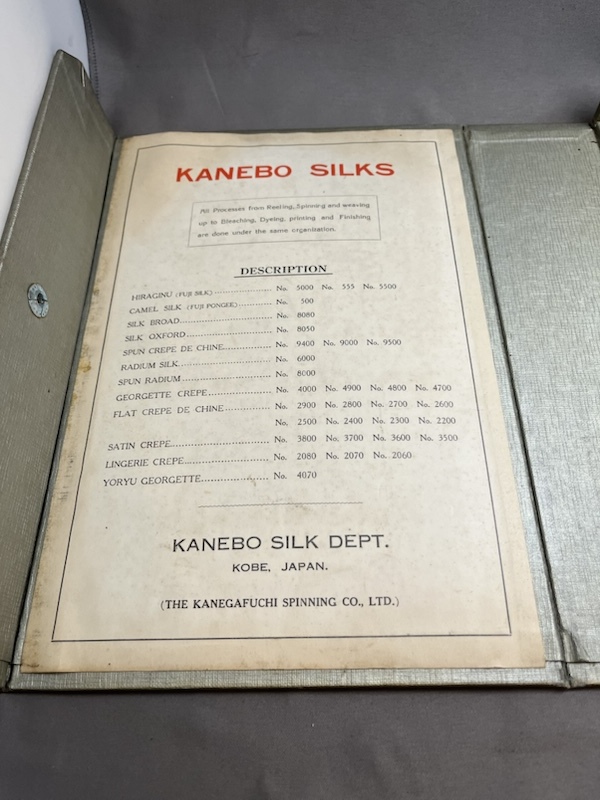 KANEBO SILKS
All Processes from Reeling, Spinning and weaving
up to Bleaching, Dyeing, printing and Finishing
are done under the same organisation.
DESCRIPTION
HIRAGINU (FUJI SILK)........................ No. 5000 No. 555 No. 5500
CAMEL SILK (FUJI PONGEE)............ No. 500
SILK BROAD................................ No. 8080
SILK OXFORD.............................. No. 8050
SPUN CREPE DE CHINE................ No. 9400 No. 9000 No. 9500
RADIUM SILK............................... No. 6000
SPUN RADIUM............................. No. 8000
GEORGETTE CREPE..................... No. 4000 No. 4900 No. 4800 No. 4700
FLAT CREPE DE CHINE............... No. 2900 No. 2800 No. 2700 No. 2600
No. 2500 No. 2400 No. 2300 No. 2200
SATIN CREPE............................... No. 3800 No. 3700 No. 3600 No. 3500
LINGERIE CREPE.......................... No. 2080 No. 2070 No. 2060
YORYU GEORGETTE..................... No. 4070
KANEBO SILK DEPT.
KOBE, JAPAN.
(THE KANEGAFUCHI SPINNING CO., LTD.)